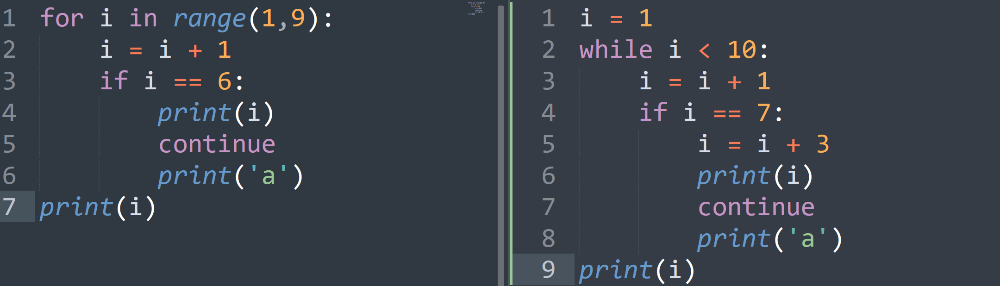 1 for i in range(1,9):
2     i = i + 1
3     if i == 6:
4         print(i)
5         continue
6         print('a')
7 print(i)
1 i = 1
2 while i < 10:
3     i = i + 1
4     if i == 7:
5         i = i + 3
6         print(i)
7         continue
8         print('a')
9 print(i)